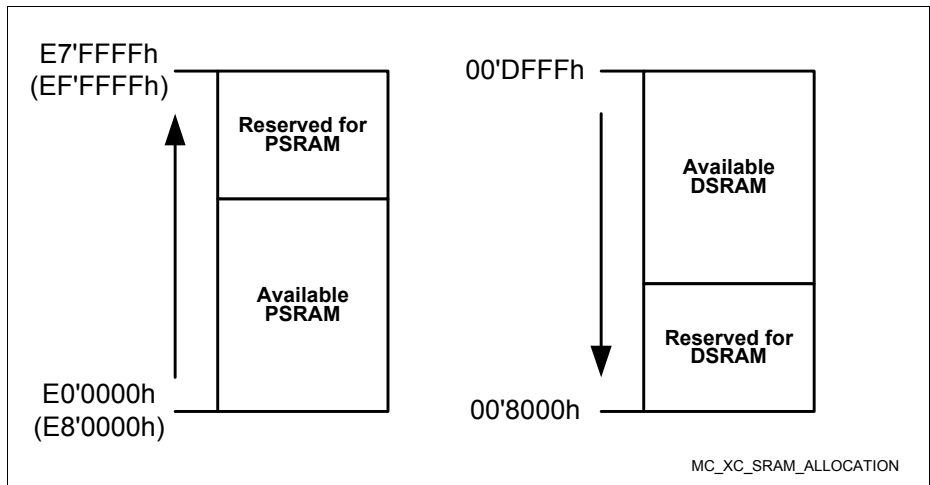 E7'FFFFh
(EF'FFFFh)
Reserved for
PSRAM
Available
PSRAM
E0'0000h
(E8'0000h)
00'DFFFh
Available
DSRAM
Reserved for
DSRAM
00'8000h
MC_XC_SRAM_ALLOCATION